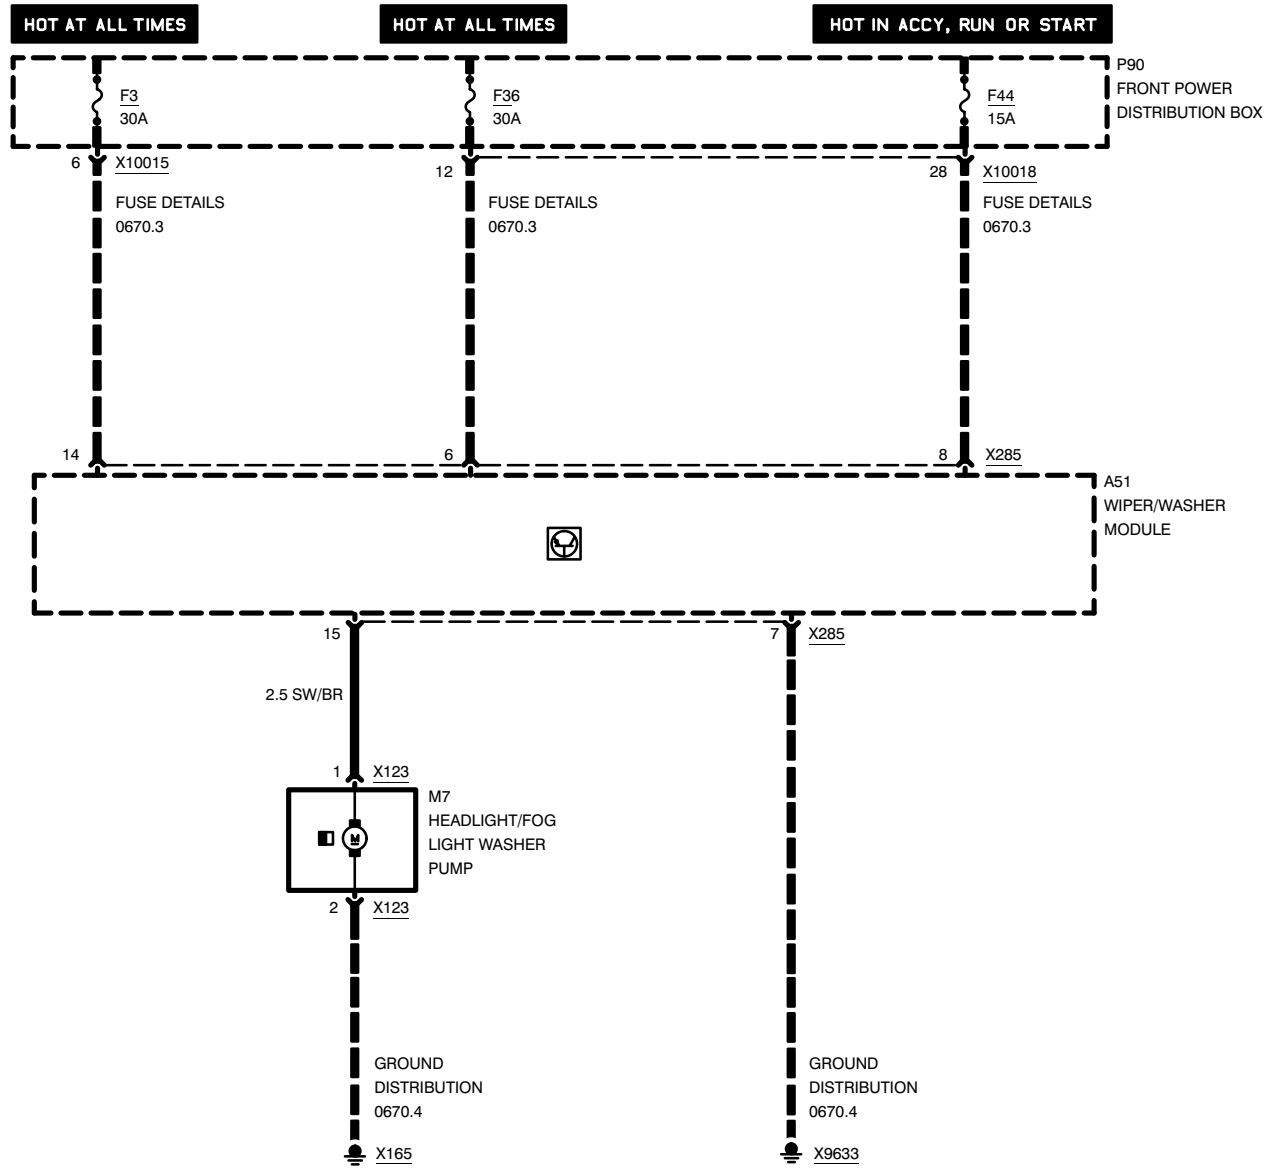 HOT AT ALL TIMES
HOT AT ALL TIMES
HOT IN ACCY, RUN OR START
P90
FRONT POWER
DISTRIBUTION BOX
F3
30A
F36
30A
F44
15A
6
X10015
12
28
X10018
FUSE DETAILS
0670.3
FUSE DETAILS
0670.3
FUSE DETAILS
0670.3
14
6
8
X285
A51
WIPER/WASHER
MODULE
15
7
X285
2.5 SW/BR
1
X123
M7
HEADLIGHT/FOG
LIGHT WASHER
PUMP
M
2
X123
GROUND
DISTRIBUTION
0670.4
GROUND
DISTRIBUTION
0670.4
X165
X9633